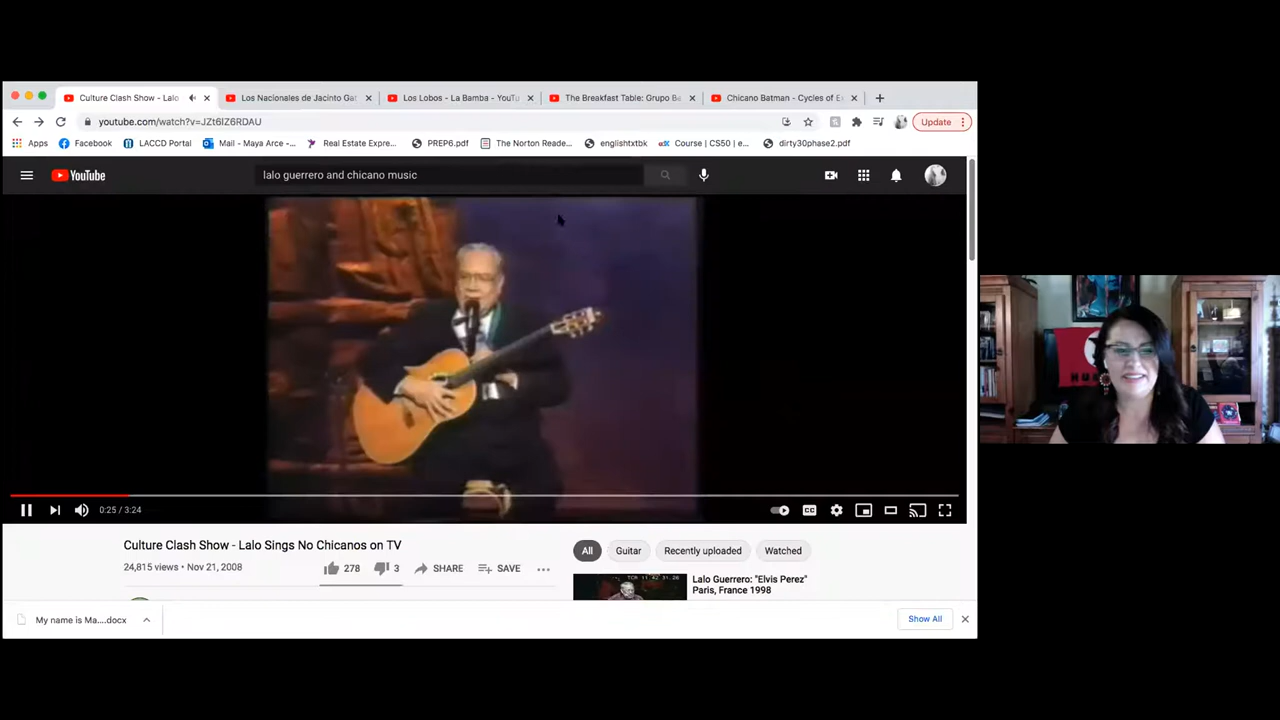 Culture Clash Show - Lalo
Los Nacionales de Jacinto Gat
Los Lobos - La Bamba - YouTu
The Breakfast Table: Grupo Ba
Chicano Batman - Cycles of E
youtube.com/watch?v=JZt6IZ6RDAU
Update
Apps
Facebook
LACCD Portal
Mail - Maya Arce -...
Real Estate Expre...
PREP6.pdf
The Norton Reade...
englishtxtbk
Course | CS50 | e...
dirty30phase2.pdf
YouTube
lalo guerrero and chicano music
0:25 / 3:24
CC
Culture Clash Show - Lalo Sings No Chicanos on TV
24,815 views • Nov 21, 2008
278
3
SHARE
SAVE
All
Guitar
Recently uploaded
Watched
Lalo Guerrero: "Elvis Perez"
Paris, France 1998
My name is Ma....docx
Show All